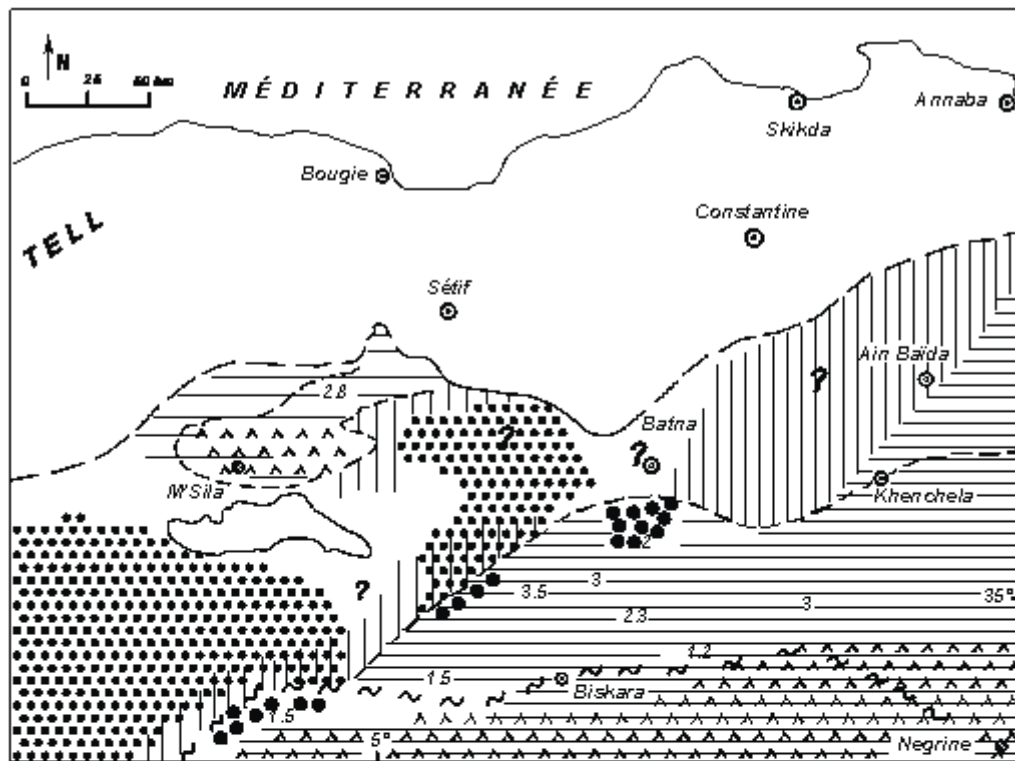 N
0 25 50 km
MÉDITERRANÉE
Annaba
Skikda
Bougie
TELL
Constantine
Sétif
Ain Baïda
?
2.8
Batna
?
?
M'Sila
Khenchela
2
?
3
3.5
3
35°
2.3
1.2
1.5
Biskara
1.5
5°
Negrine